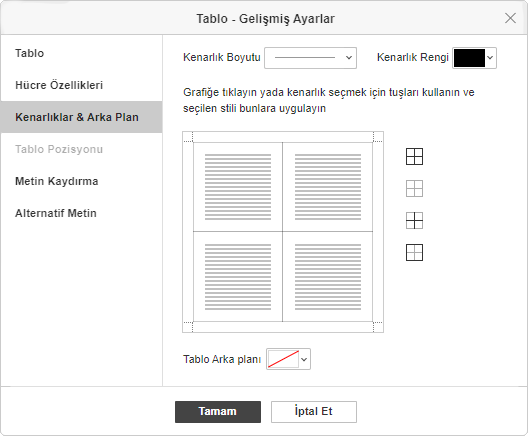 Tablo - Gelişmiş Ayarlar
Tablo
Hücre Özellikleri
Kenarlıklar & Arka Plan
Tablo Pozisyonu
Metin Kaydırma
Alternatif Metin
Kenarlık Boyutu
Kenarlık Rengi
Grafiğe tıklayın yada kenarlık seçmek için tuşları kullanın ve
seçilen stili bunlara uygulayın
Tablo Arka planı
Tamam
İptal Et